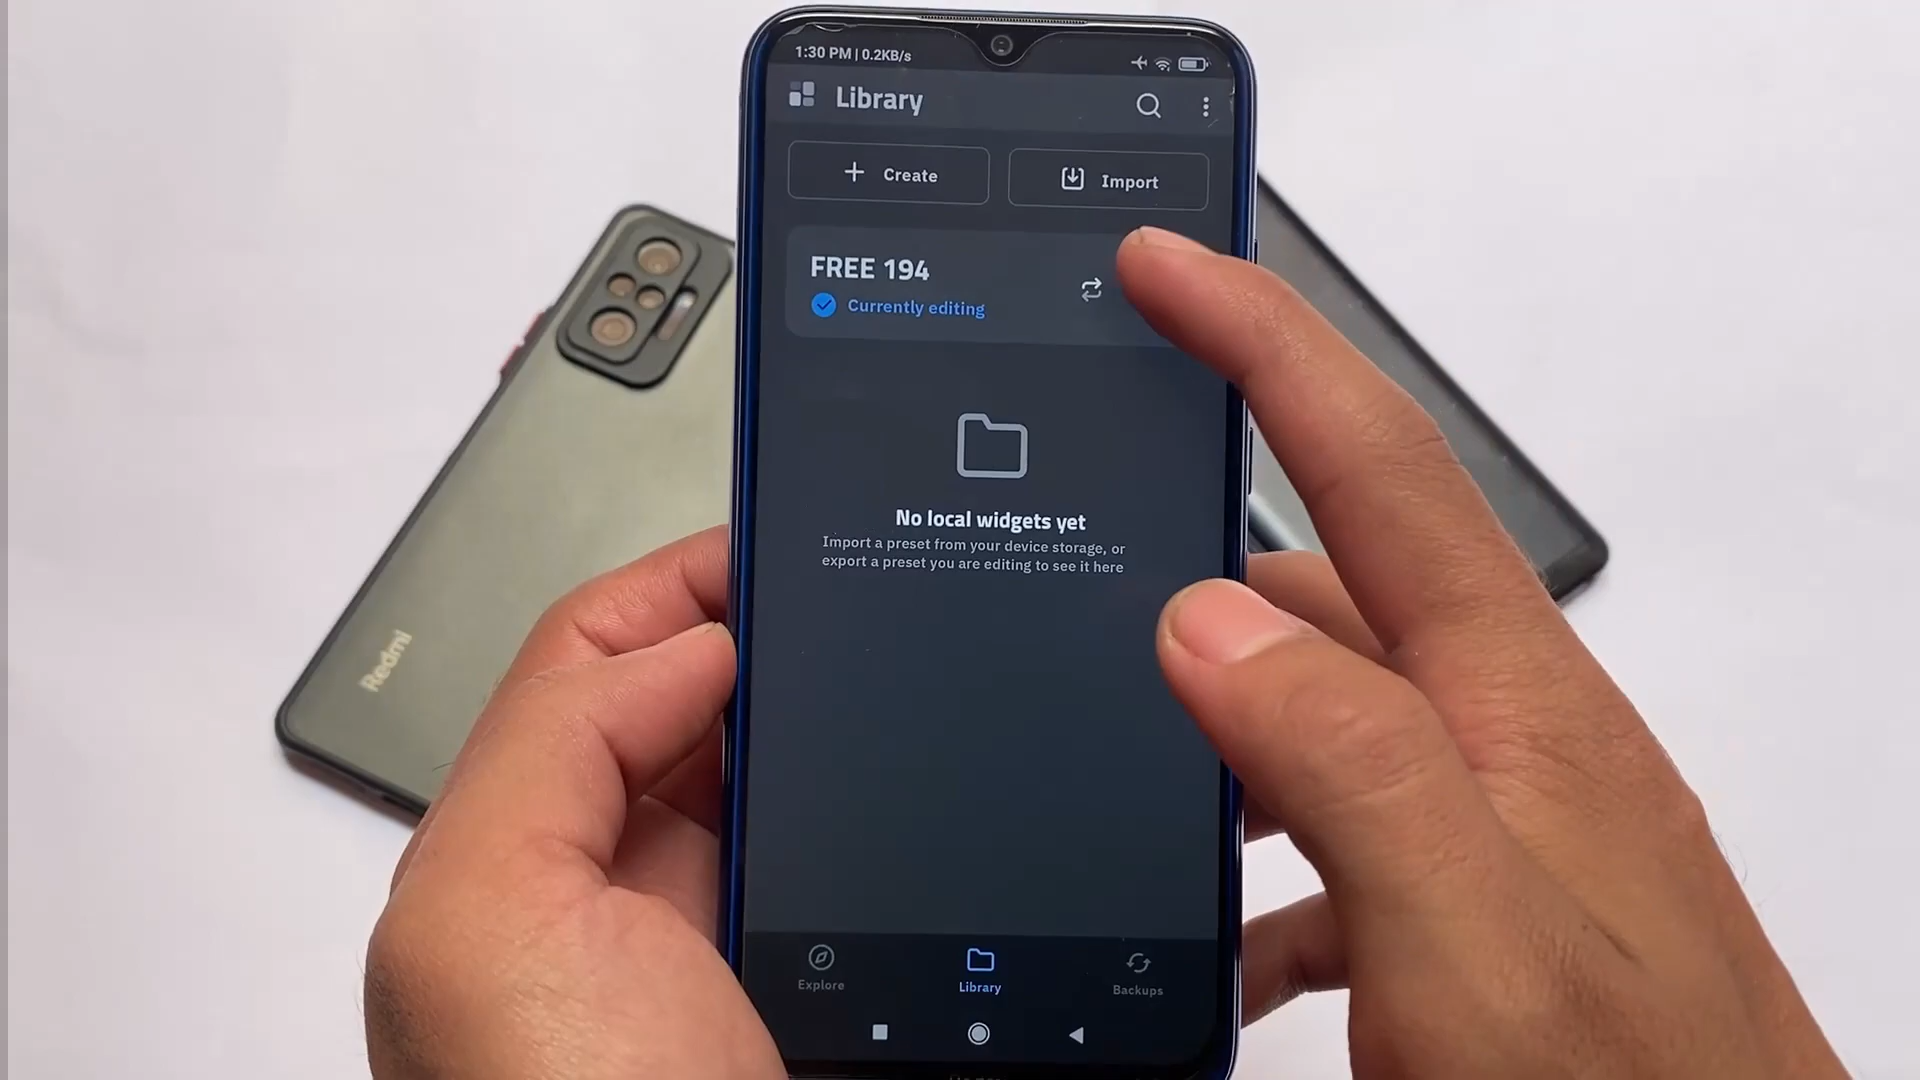 1:30 PM | 0.2KB/s
Library
Create
Import
FREE 194
Currently editing
No local widgets yet
Import a preset from your device storage, or
export a preset you are editing to see it here
Explore
Library
Backups
Redmi